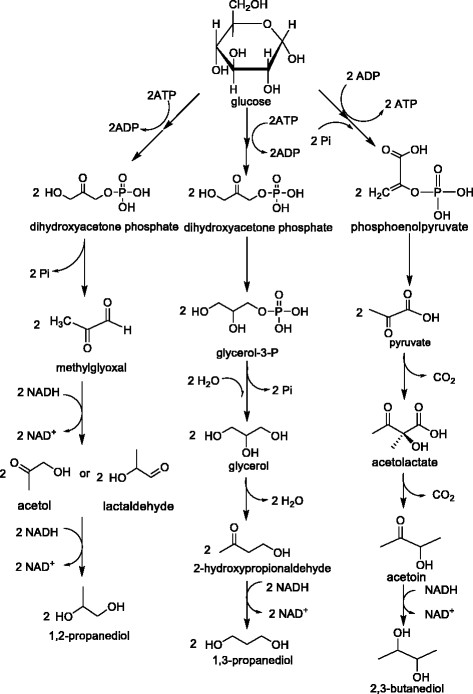 CH₂OH
H
O
H
H
OH
H
OH
OH
H
OH
glucose
2ATP
2ADP
2ATP
2ADP
2 ADP
2 ATP
2 Pi
2 HO O O P OH OH O
dihydroxyacetone phosphate
2 HO O O P OH OH O
dihydroxyacetone phosphate
2 H₂C O OH O P OH OH O
phosphoenolpyruvate
2 Pi
2 H₃C O O H
methylglyoxal
2 HO OH O P OH OH O
glycerol-3-P
2 O O OH
pyruvate
2 H₂O
2 Pi
CO₂
2 NADH
2 NAD⁺
2 HO OH OH
glycerol
O O OH OH
acetolactate
2 O OH or 2 HO O
acetol lactaldehyde
2 H₂O
CO₂
2 NADH
2 NAD⁺
2 O OH
2-hydroxypropionaldehyde
O OH
acetoin
2 NADH
2 NAD⁺
NADH
NAD⁺
2 HO OH
1,2-propanediol
2 HO OH
1,3-propanediol
OH
OH
2,3-butanediol